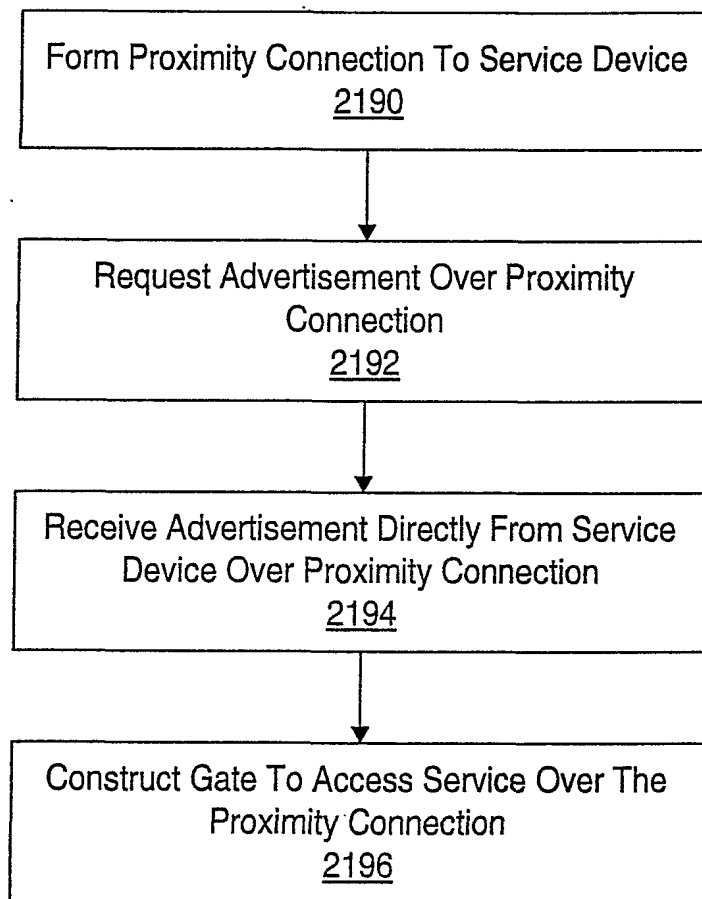 Form Proximity Connection To Service Device
2190
Request Advertisement Over Proximity
Connection
2192
Receive Advertisement Directly From Service
Device Over Proximity Connection
2194
Construct Gate To Access Service Over The
Proximity Connection
2196